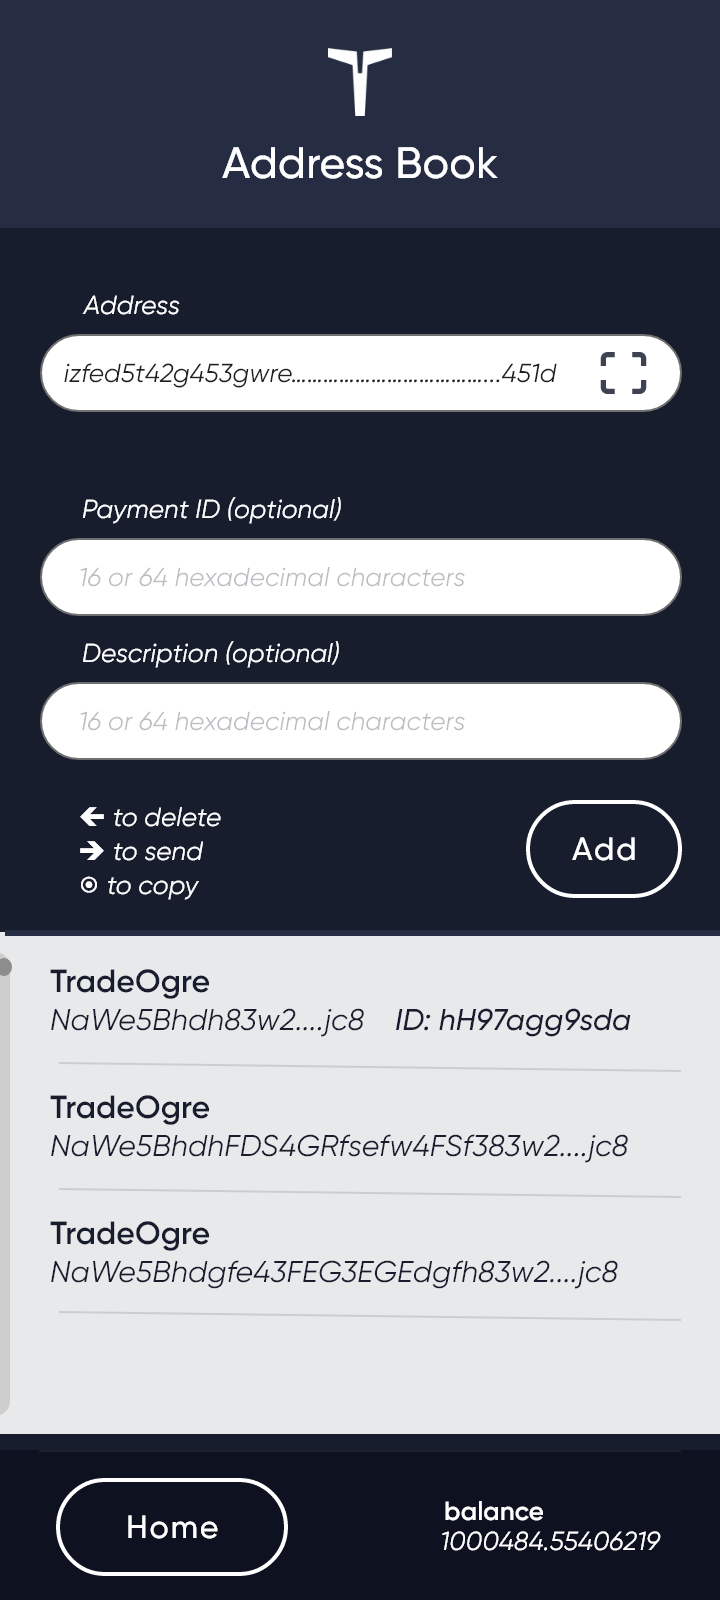 Address Book
Address
izfed5t42g453gwre……………………………...451d
Payment ID (optional)
16 or 64 hexadecimal characters
Description (optional)
16 or 64 hexadecimal characters
← to delete
→ to send
to copy
Add
TradeOgre
NaWe5Bhdh83w2....jc8 ID: hH97agg9sda
TradeOgre
NaWe5BhdhFDS4GRfsefw4FSf383w2....jc8
TradeOgre
NaWe5Bhdgfe43FEG3EGEdgfh83w2....jc8
Home
balance
1000484.55406219